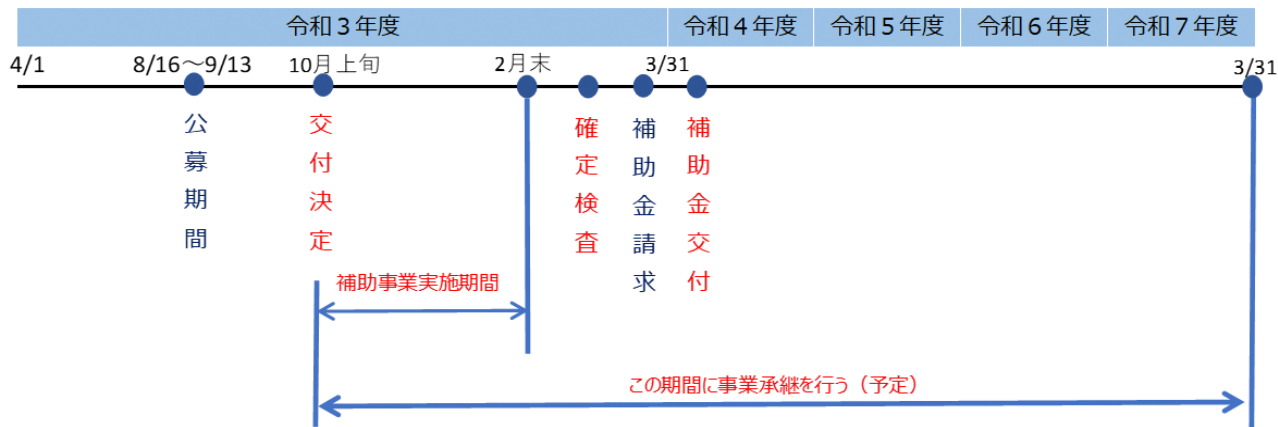 令和３年度 令和４年度 令和５年度 令和６年度 令和７年度
4/1 8/16～9/13 10月上旬 2月末 3/31 3/31
公募期間
交付決定
確定検査
補助金請求
補助金交付
補助事業実施期間
この期間に事業承継を行う（予定）